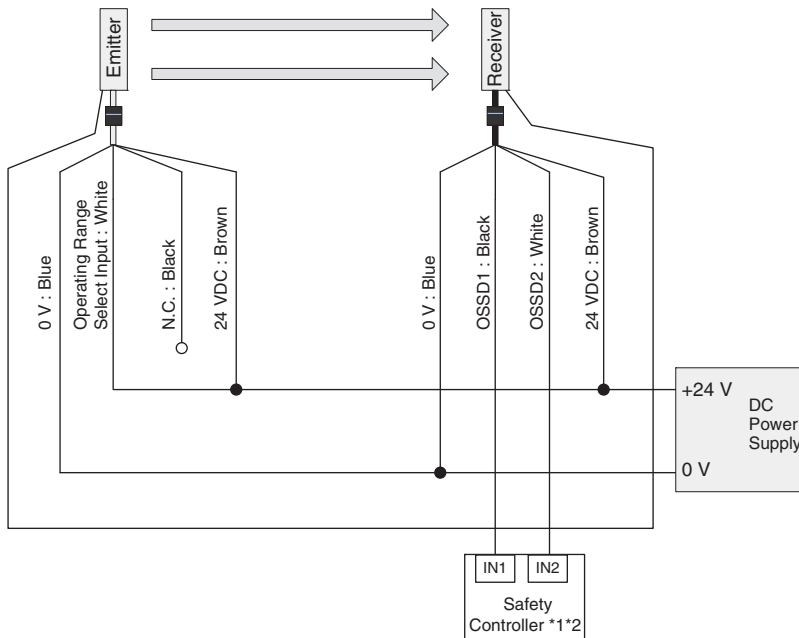 Emitter
Receiver
0 V : Blue
Operating Range
Select Input : White
N.C. : Black
24 VDC : Brown
0 V : Blue
OSSD1 : Black
OSSD2 : White
24 VDC : Brown
+24 V
DC
Power
Supply
0 V
IN1
IN2
Safety
Controller *1*2